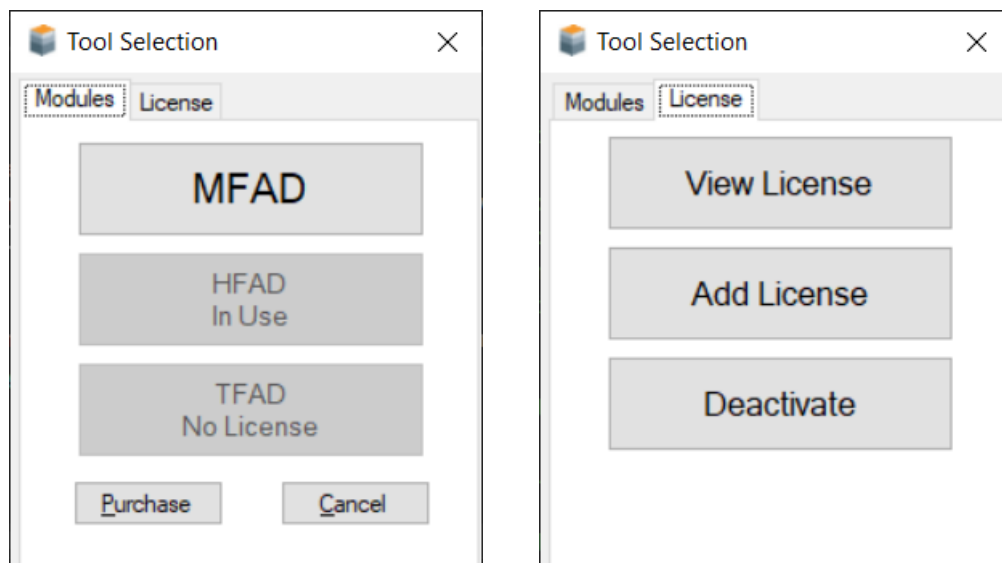 Tool Selection
Modules License
MFAD
HFAD
In Use
TFAD
No License
Purchase Cancel
Tool Selection
Modules License
View License
Add License
Deactivate